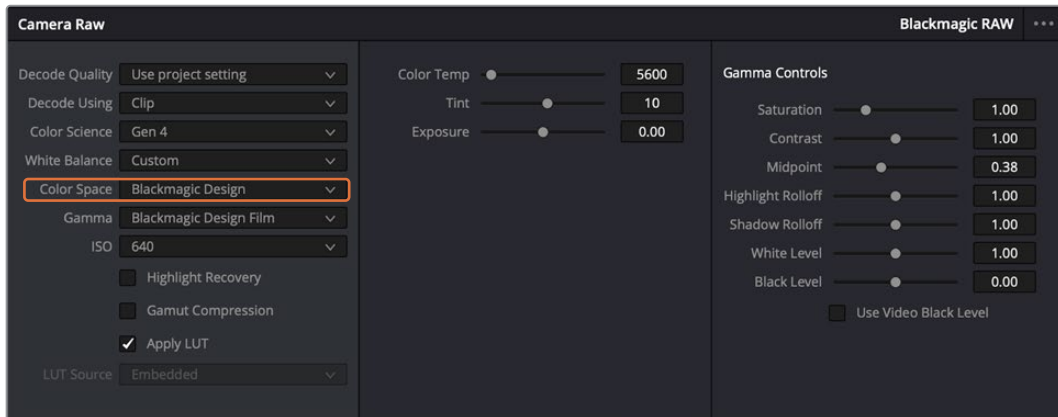 Camera Raw
Blackmagic RAW
Decode Quality Use project setting
Decode Using Clip
Color Science Gen 4
White Balance Custom
Color Space Blackmagic Design
Gamma Blackmagic Design Film
ISO 640
Highlight Recovery
Gamut Compression
Apply LUT
LUT Source Embedded
Color Temp 5600
Tint 10
Exposure 0.00
Gamma Controls
Saturation 1.00
Contrast 1.00
Midpoint 0.38
Highlight Rolloff 1.00
Shadow Rolloff 1.00
White Level 1.00
Black Level 0.00
Use Video Black Level